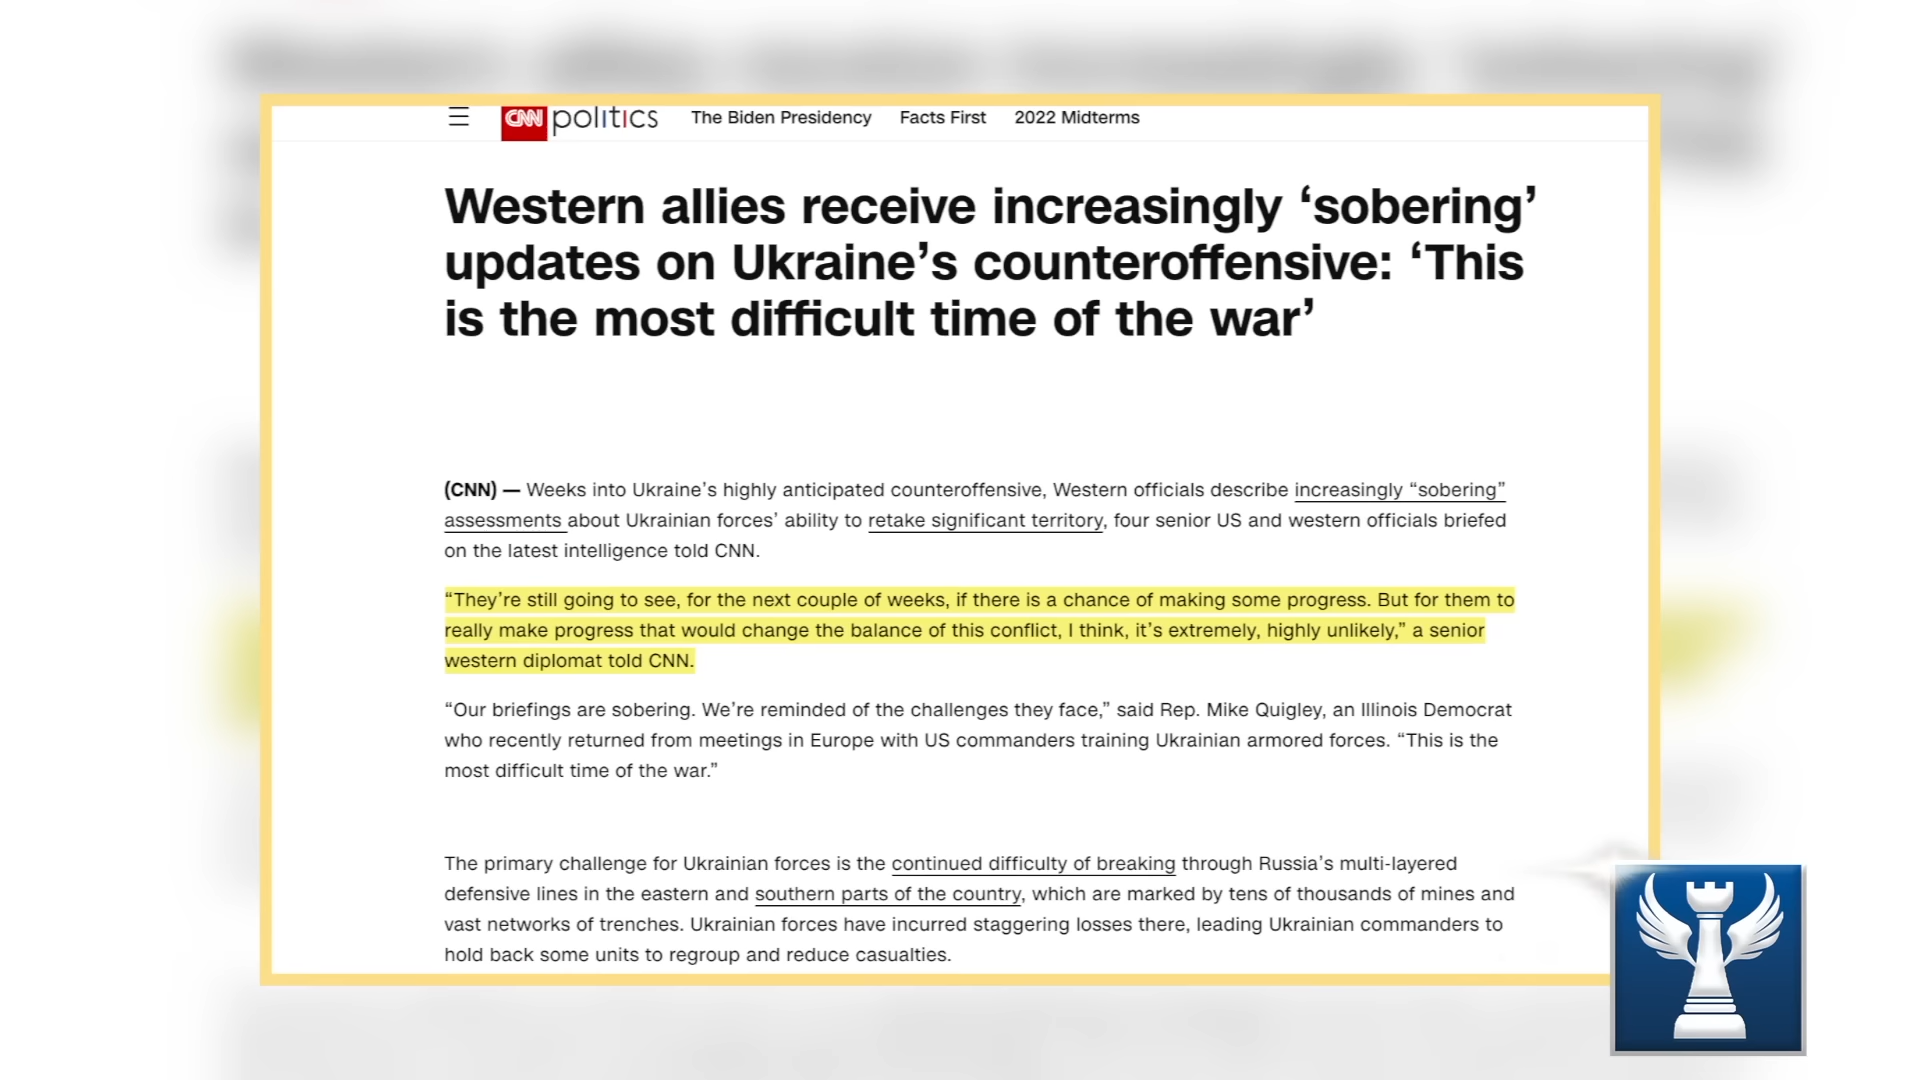 CNN politics The Biden Presidency Facts First 2022 Midterms
Western allies receive increasingly ‘sobering’
updates on Ukraine’s counteroffensive: ‘This
is the most difficult time of the war’
(CNN) — Weeks into Ukraine’s highly anticipated counteroffensive, Western officials describe increasingly “sobering”
assessments about Ukrainian forces’ ability to retake significant territory, four senior US and western officials briefed
on the latest intelligence told CNN.
“They’re still going to see, for the next couple of weeks, if there is a chance of making some progress. But for them to
really make progress that would change the balance of this conflict, I think, it’s extremely, highly unlikely,” a senior
western diplomat told CNN.
“Our briefings are sobering. We’re reminded of the challenges they face,” said Rep. Mike Quigley, an Illinois Democrat
who recently returned from meetings in Europe with US commanders training Ukrainian armored forces. “This is the
most difficult time of the war.”
The primary challenge for Ukrainian forces is the continued difficulty of breaking through Russia’s multi-layered
defensive lines in the eastern and southern parts of the country, which are marked by tens of thousands of mines and
vast networks of trenches. Ukrainian forces have incurred staggering losses there, leading Ukrainian commanders to
hold back some units to regroup and reduce casualties.